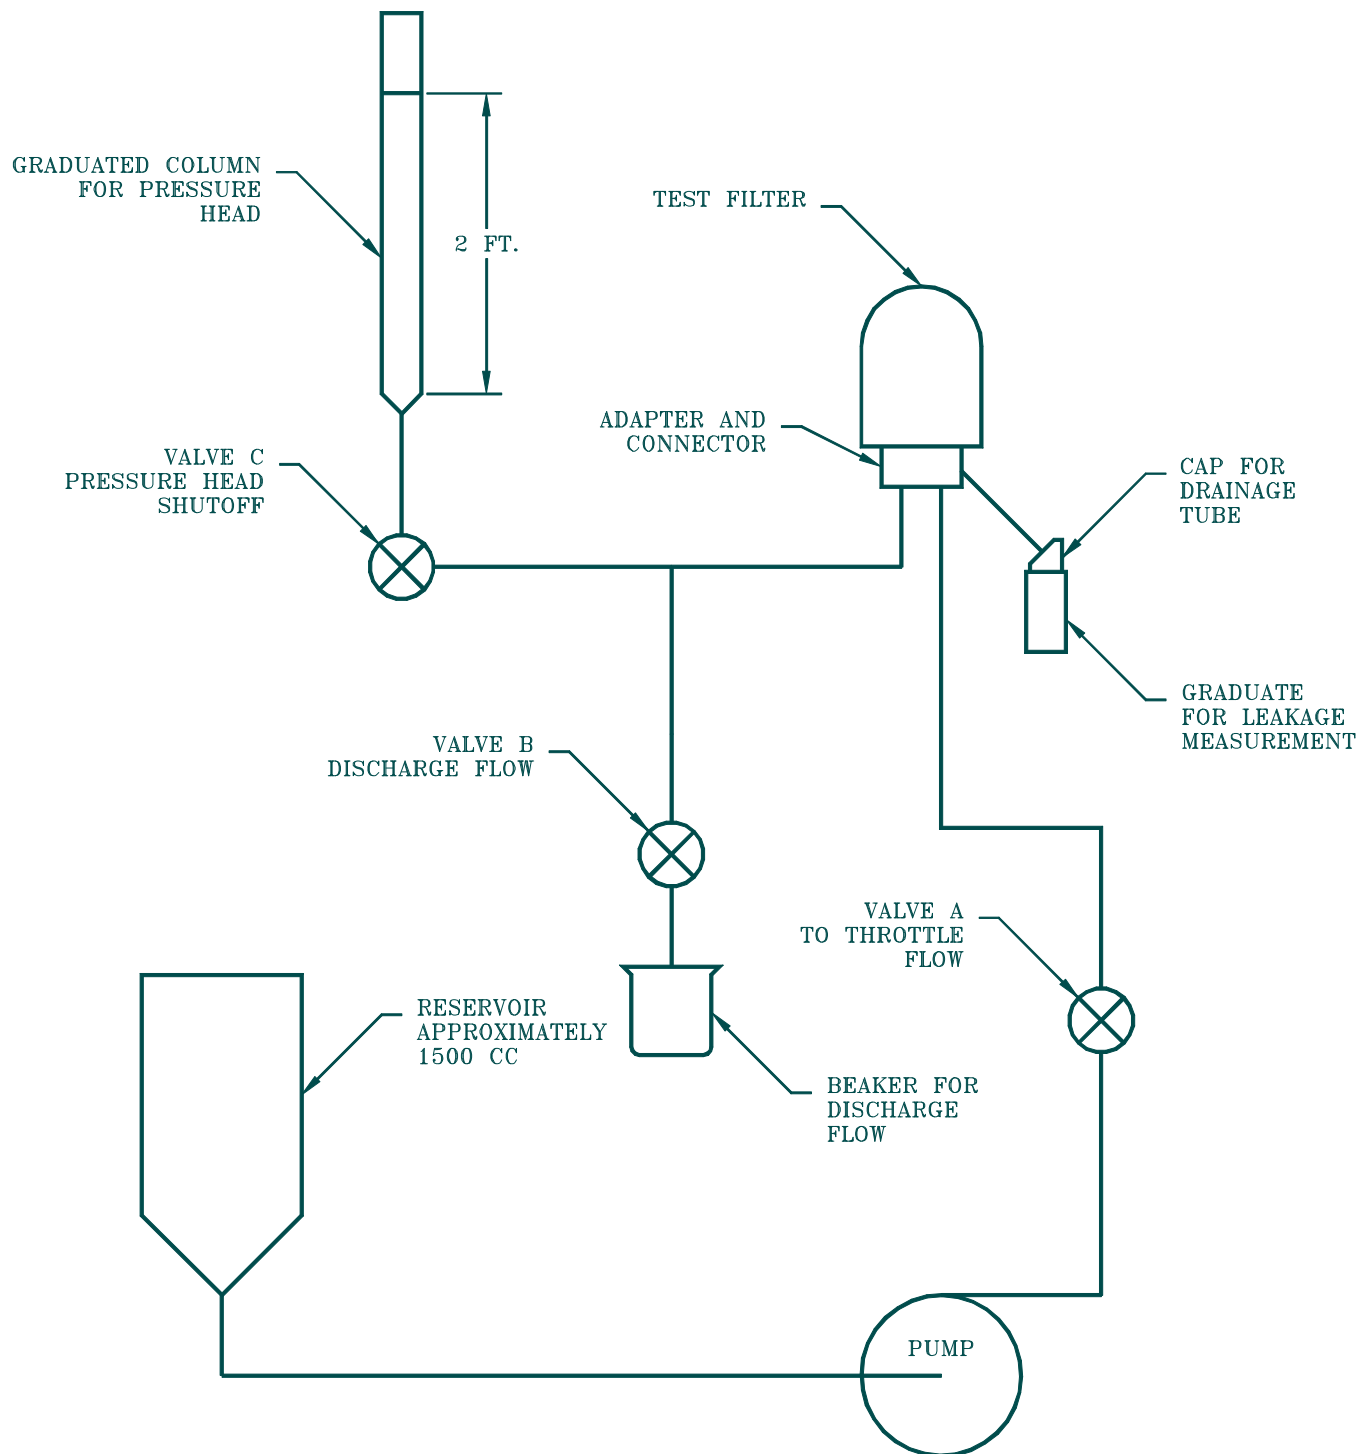 GRADUATED COLUMN
FOR PRESSURE
HEAD
2 FT.
TEST FILTER
ADAPTER AND
CONNECTOR
VALVE C
PRESSURE HEAD
SHUTOFF
CAP FOR
DRAINAGE
TUBE
GRADUATE
FOR LEAKAGE
MEASUREMENT
VALVE B
DISCHARGE FLOW
VALVE A
TO THROTTLE
FLOW
RESERVOIR
APPROXIMATELY
1500 CC
BEAKER FOR
DISCHARGE
FLOW
PUMP